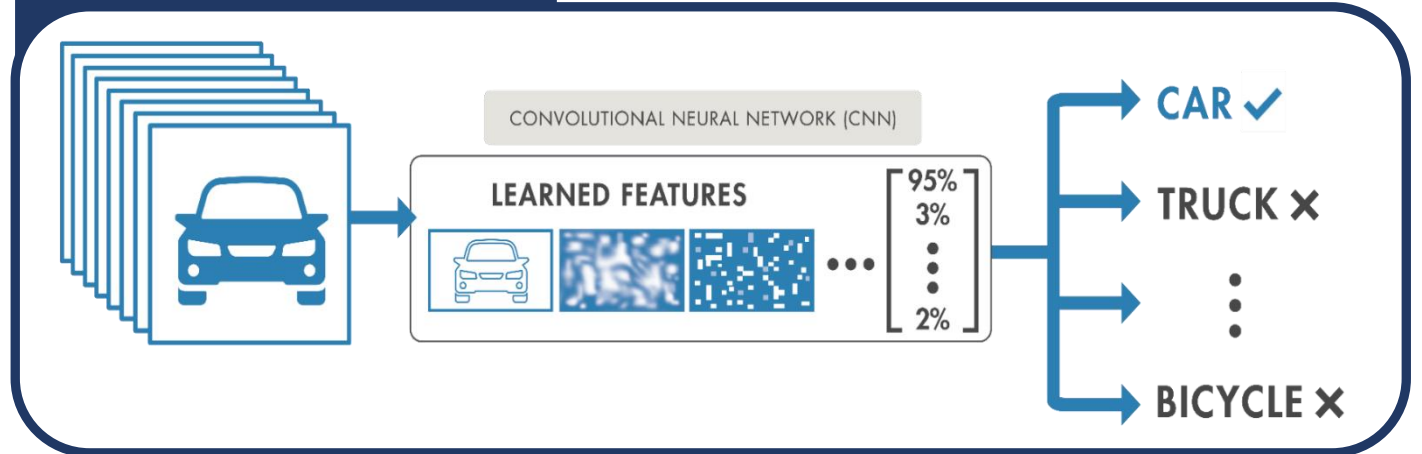 CONVOLUTIONAL NEURAL NETWORK (CNN)
LEARNED FEATURES
95%
3%
2%
CAR
TRUCK
BICYCLE